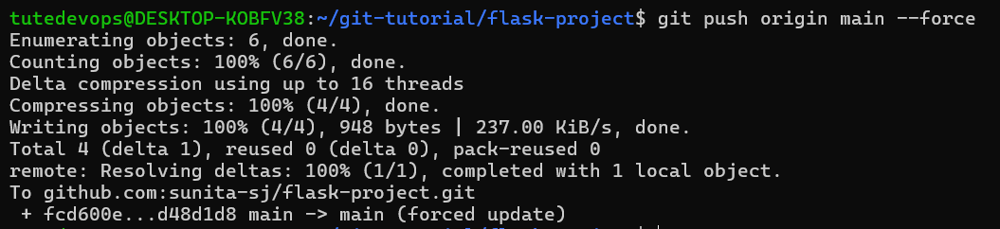 tutedevops@DESKTOP-KOBFV38:~/git-tutorial/flask-project$ git push origin main --force
Enumerating objects: 6, done.
Counting objects: 100% (6/6), done.
Delta compression using up to 16 threads
Compressing objects: 100% (4/4), done.
Writing objects: 100% (4/4), 948 bytes | 237.00 KiB/s, done.
Total 4 (delta 1), reused 0 (delta 0), pack-reused 0
remote: Resolving deltas: 100% (1/1), completed with 1 local object.
To github.com:sunita-sj/flask-project.git
 + fcd600e...d48d1d8 main -> main (forced update)